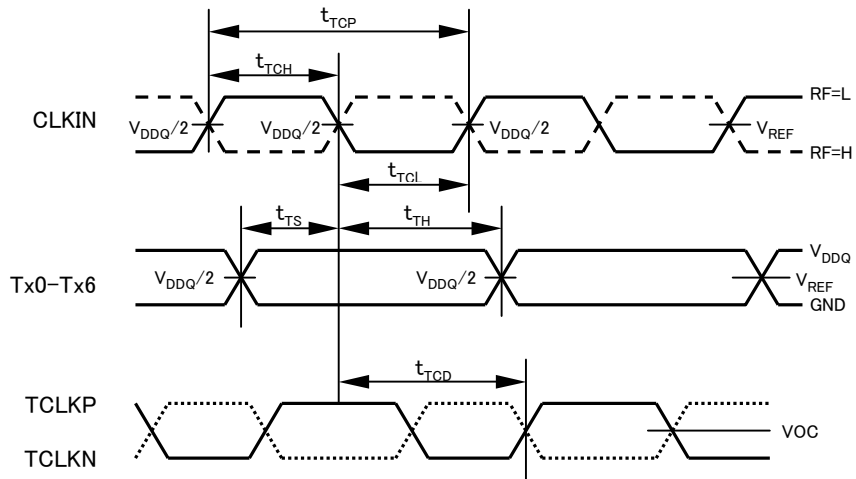 tTCP
tTCH
CLKIN
VDDQ/2 VDDQ/2 VDDQ/2 VREF
RF=L
RF=H
tTCL
tTS tTH
Tx0-Tx6
VDDQ/2 VDDQ/2
VDDQ
VREF
GND
tTCD
TCLKP
TCLKN
VOC